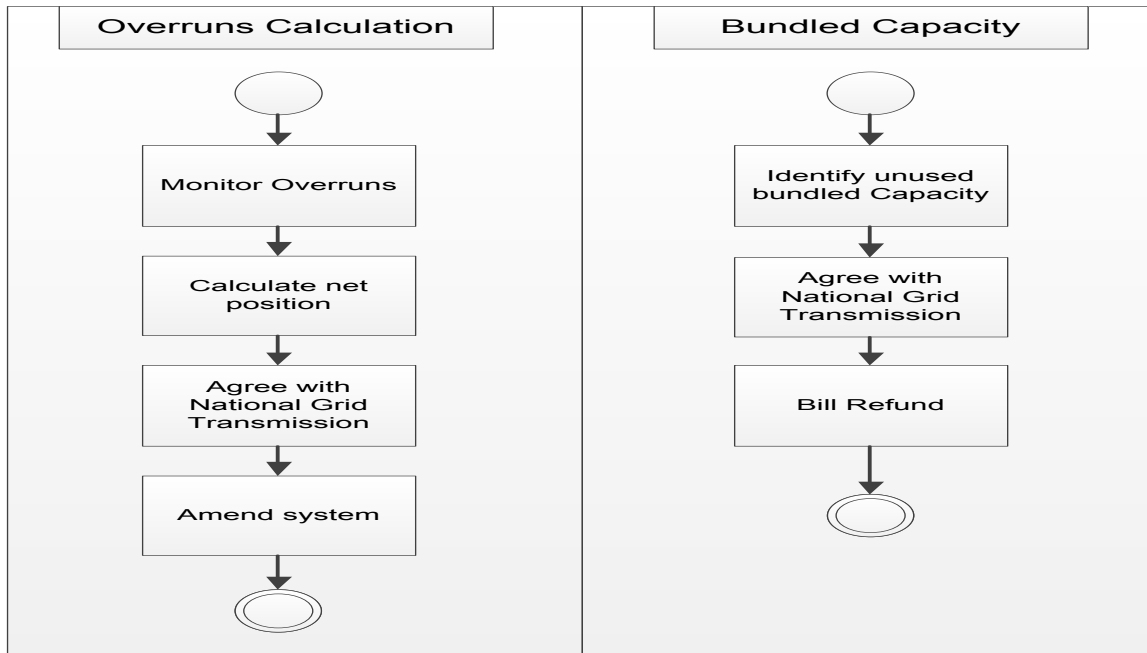 Overruns Calculation
Monitor Overruns
Calculate net
position
Agree with
National Grid
Transmission
Amend system
Bundled Capacity
Identify unused
bundled Capacity
Agree with
National Grid
Transmission
Bill Refund